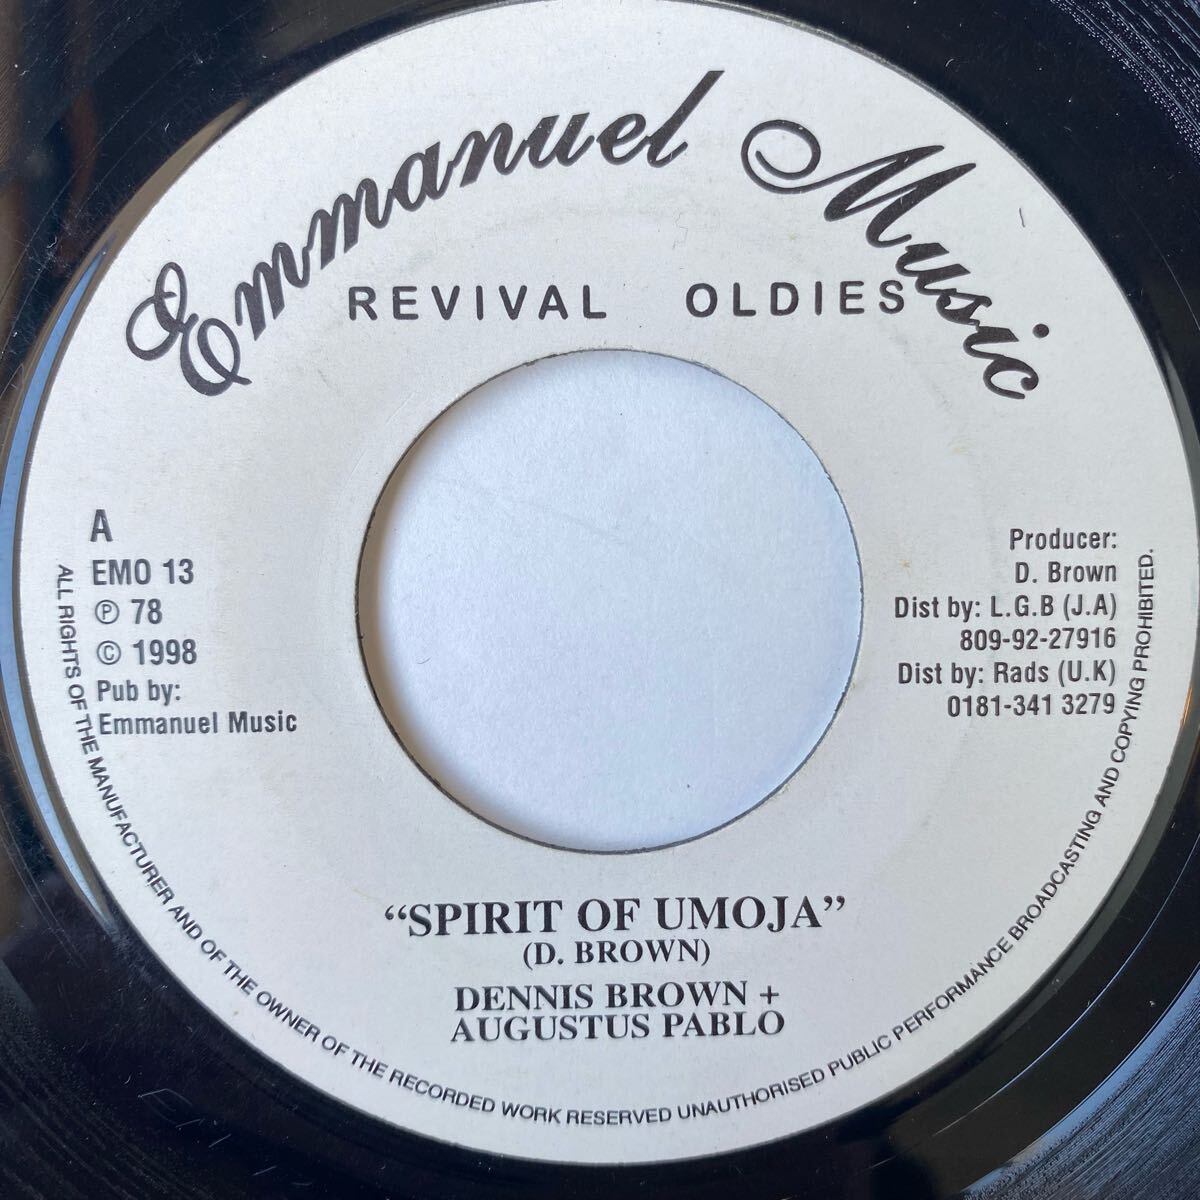 Emmanuel Music
REVIVAL OLDIES
A
EMO 13
℗ 78
© 1998
Pub by:
Emmanuel Music
Producer:
D. Brown
Dist by: L.G.B (J.A)
809-92-27916
Dist by: Rads (U.K)
0181-341 3279
“SPIRIT OF UMOJA”
(D. BROWN)
DENNIS BROWN +
AUGUSTUS PABLO
ALL RIGHTS OF THE MANUFACTURER AND OF THE OWNER OF THE RECORDED WORK RESERVED UNAUTHORISED PUBLIC PERFORMANCE BROADCASTING AND COPYING PROHIBITED.